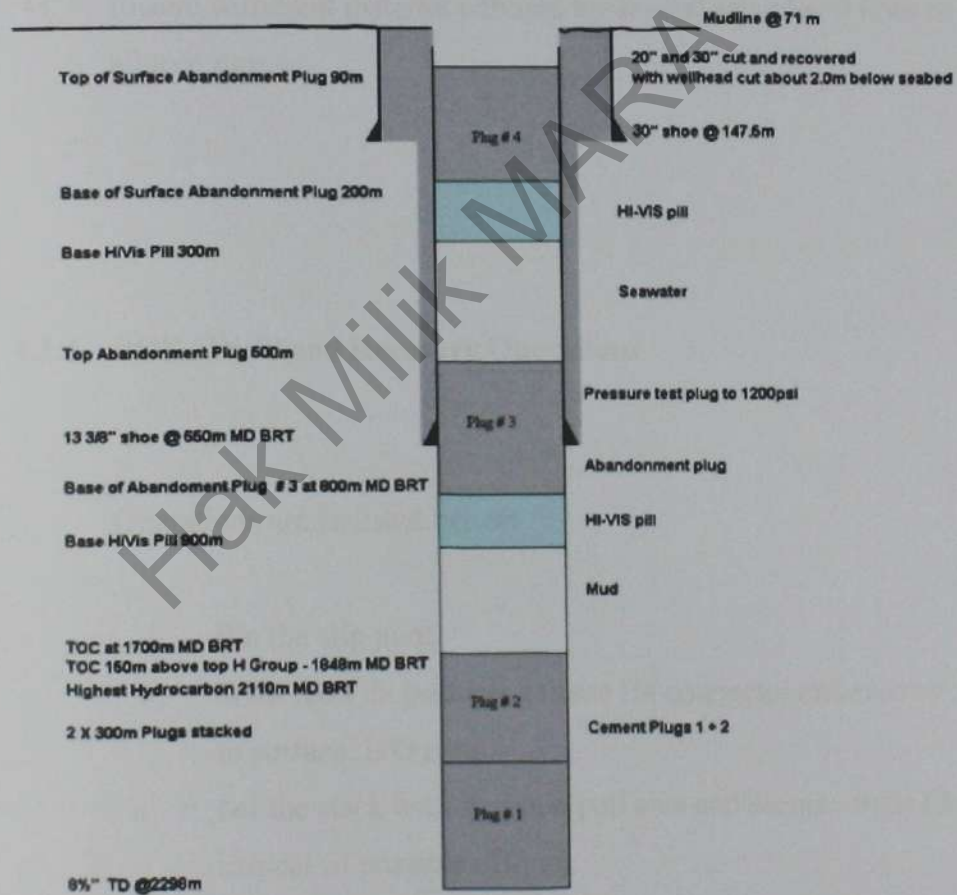 Mudline @ 71 m
20" and 30" cut and recovered
with wellhead cut about 2.0m below seabed
Top of Surface Abandonment Plug 90m
30" shoe @ 147.5m
Plug # 4
Base of Surface Abandonment Plug 200m
HI-VIS pill
Base HiVis Pill 300m
Seawater
Top Abandonment Plug 500m
Pressure test plug to 1200psi
Plug # 3
13 3/8" shoe @ 650m MD BRT
Abandonment plug
Base of Abandoment Plug # 3 at 800m MD BRT
HI-VIS pill
Base HiVis Pill 900m
Mud
TOC at 1700m MD BRT
TOC 150m above top H Group - 1848m MD BRT
Highest Hydrocarbon 2110m MD BRT
Plug # 2
2 X 300m Plugs stacked
Cement Plugs 1 + 2
Plug # 1
8½" TD @2298m
Hak Milik MARA